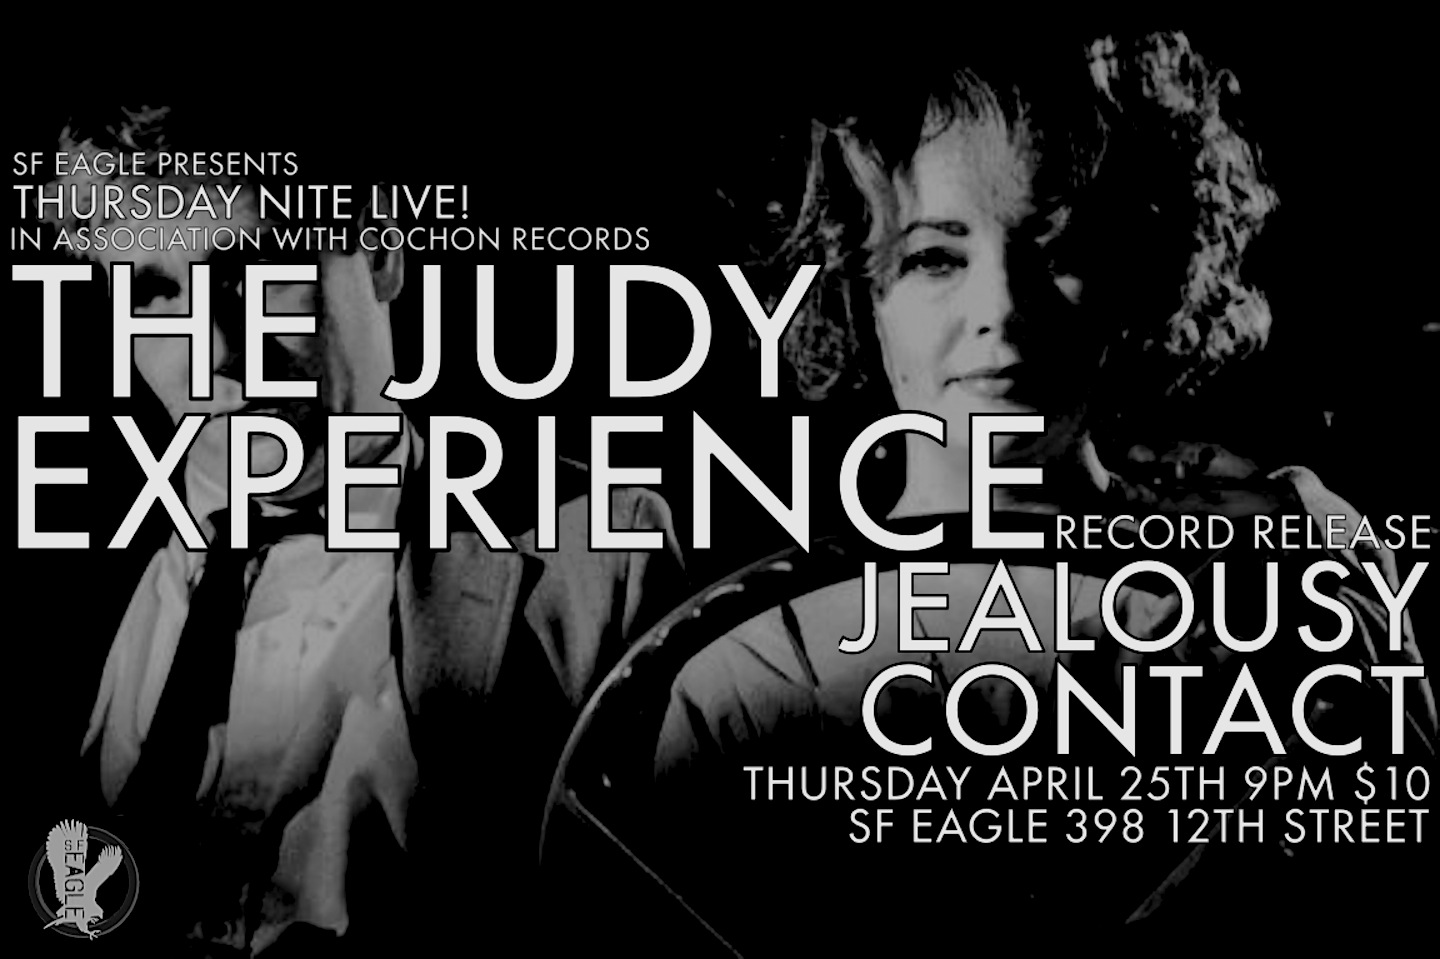 SF EAGLE PRESENTS
THURSDAY NITE LIVE!
IN ASSOCIATION WITH COCHON RECORDS
THE JUDY
EXPERIENCE
RECORD RELEASE
JEALOUSY
CONTACT
THURSDAY APRIL 25TH 9PM $10
SF EAGLE 398 12TH STREET
SF
EAGLE